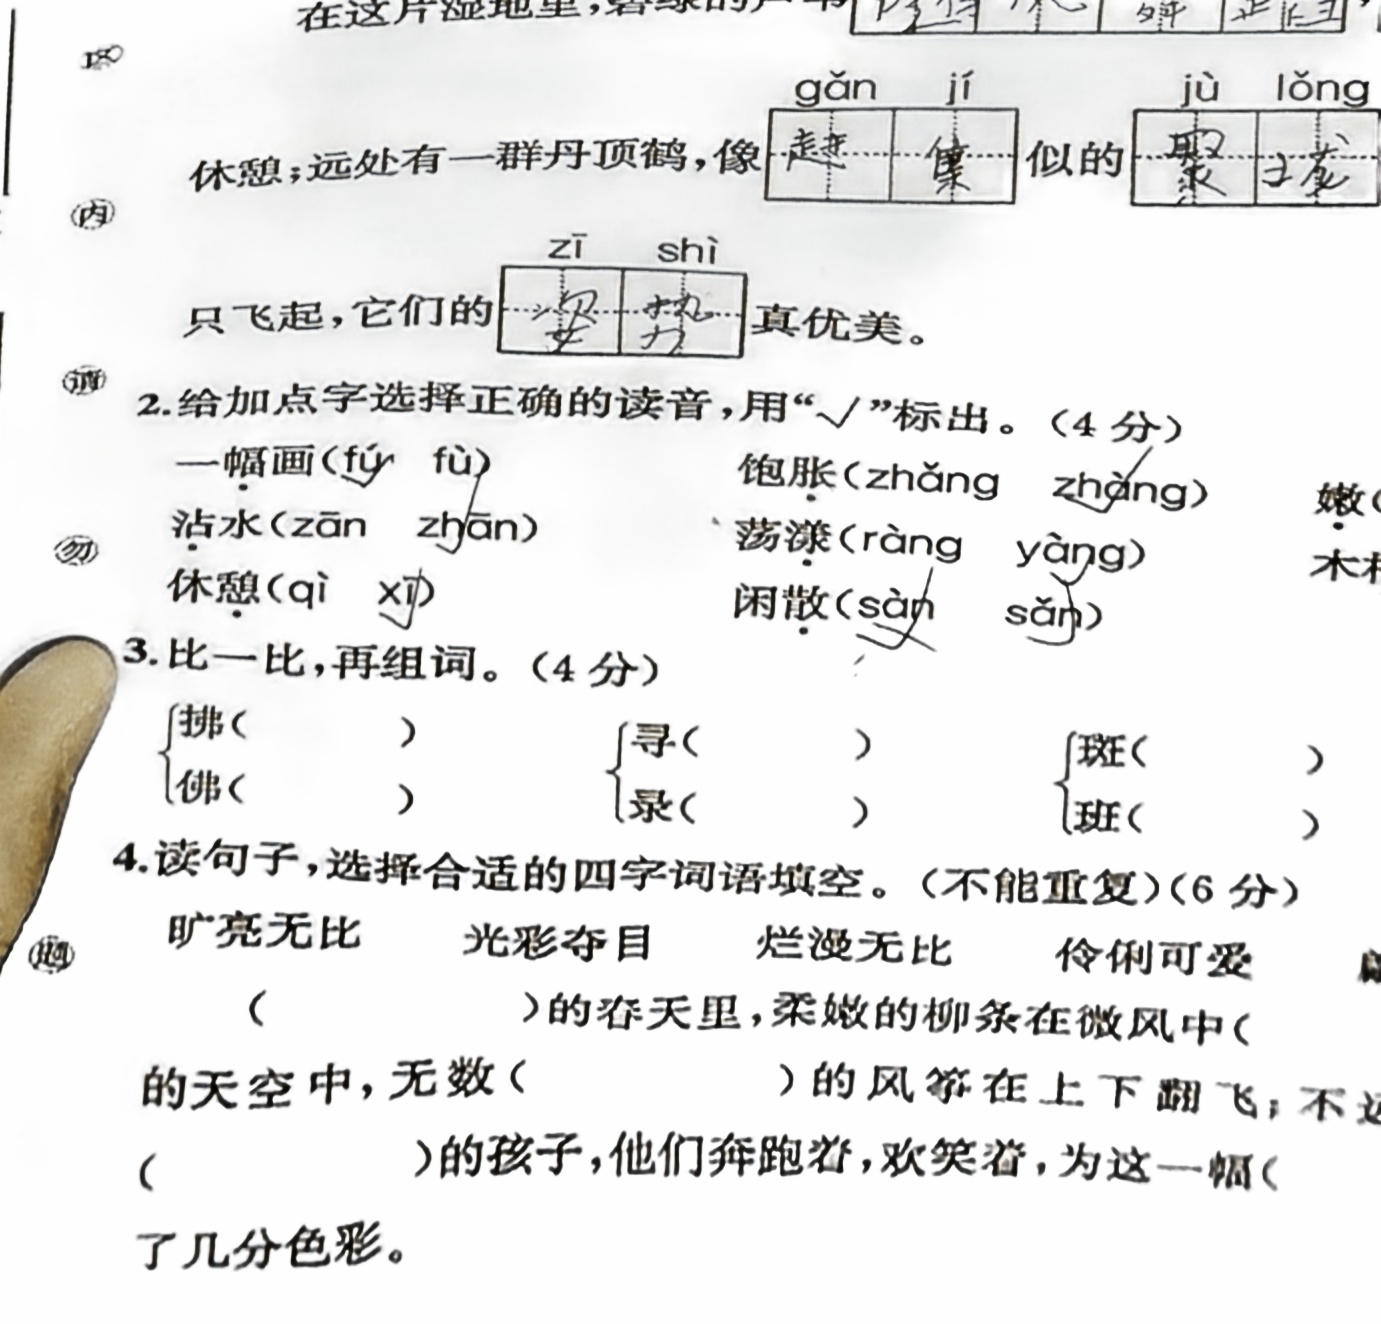 在这片湿地里,碧绿的芦苇
gǎn jí jù lǒng
休憩;远处有一群丹顶鹤,像赶集似的聚拢
zī shì
只飞起,它们的姿势真优美。
2.给加点字选择正确的读音,用“√”标出。(4分)
一幅画(fú fù) 饱胀(zhǎng zhàng) 嫩(
沾水(zān zhān) 荡漾(ràng yàng) 木
休憩(qì xī) 闲散(sàn sǎn)
3.比一比,再组词。(4分)
拂( ) 寻( ) 斑( )
佛( ) 录( ) 班( )
4.读句子,选择合适的四字词语填空。(不能重复)(6分)
旷亮无比 光彩夺目 烂漫无比 伶俐可爱
( )的春天里,柔嫩的柳条在微风中(
的天空中,无数( )的风筝在上下翻飞;不远
( )的孩子,他们奔跑着,欢笑着,为这一幅(
了几分色彩。
内
勿